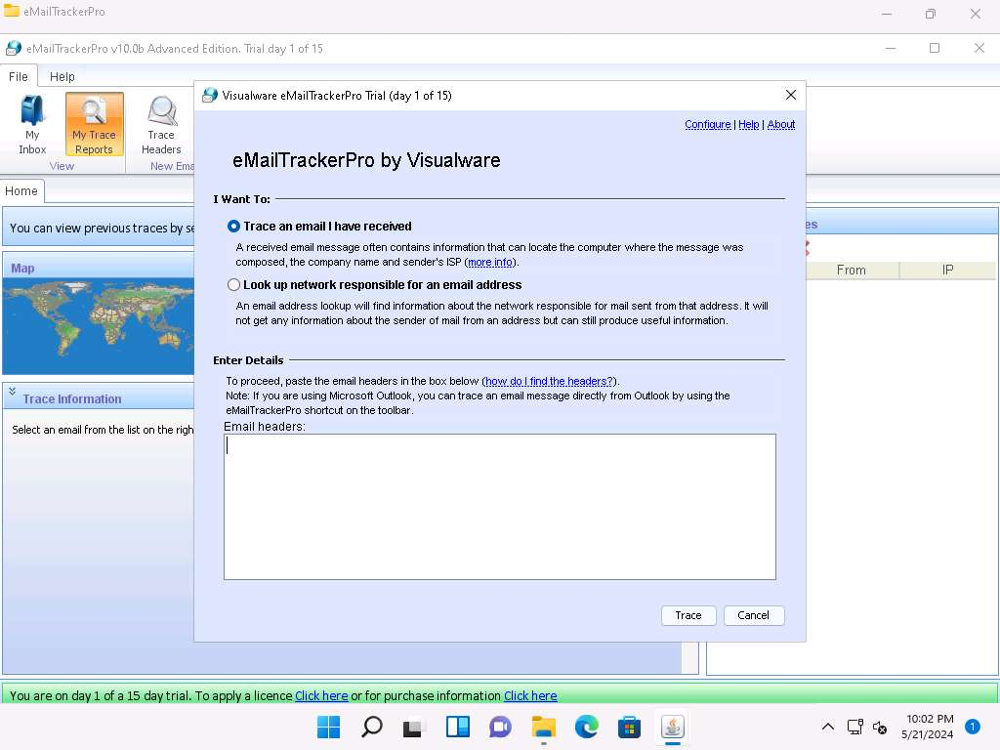 eMailTrackerPro
eMailTrackerPro v10.0b Advanced Edition. Trial day 1 of 15
File Help
My Inbox
My Trace Reports
Trace Headers
View
New Ema
Home
You can view previous traces by se
Map
Trace Information
Select an email from the list on the righ
Visualware eMailTrackerPro Trial (day 1 of 15)
Configure | Help | About
eMailTrackerPro by Visualware
I Want To:
Trace an email I have received
A received email message often contains information that can locate the computer where the message was
composed, the company name and sender's ISP (more info).
Look up network responsible for an email address
An email address lookup will find information about the network responsible for mail sent from that address. It will
not get any information about the sender of mail from an address but can still produce useful information.
Enter Details
To proceed, paste the email headers in the box below (how do I find the headers?).
Note: If you are using Microsoft Outlook, you can trace an email message directly from Outlook by using the
eMailTrackerPro shortcut on the toolbar.
Email headers:
Trace Cancel
es
From IP
You are on day 1 of a 15 day trial. To apply a licence Click here or for purchase information Click here
10:02 PM
5/21/2024
1